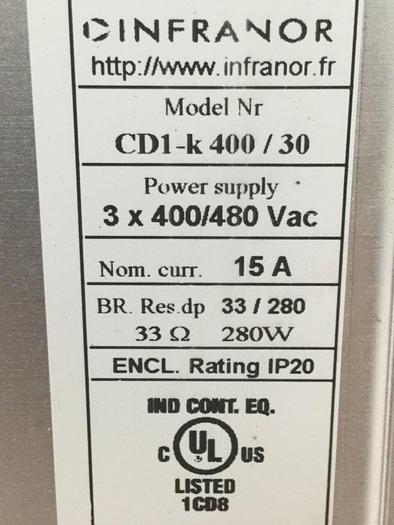 INFRANOR
http://www.infranor.fr
Model Nr
CD1-k 400 / 30
Power supply
3 x 400/480 Vac
Nom. curr. 15 A
BR. Res.dp 33 / 280
33 Ω 280W
ENCL. Rating IP20
IND CONT. EQ.
C UL US
LISTED
1CD8